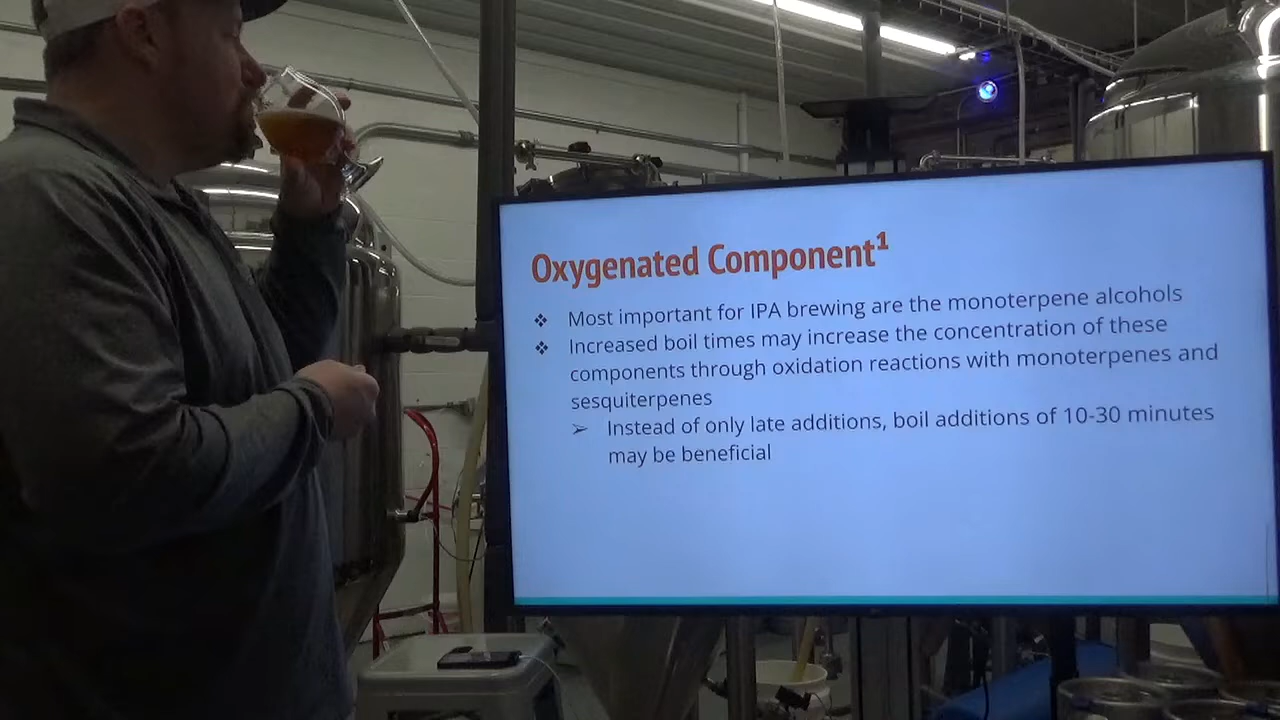 Oxygenated Component¹
❖ Most important for IPA brewing are the monoterpene alcohols
❖ Increased boil times may increase the concentration of these
components through oxidation reactions with monoterpenes and
sesquiterpenes
➢ Instead of only late additions, boil additions of 10-30 minutes
may be beneficial